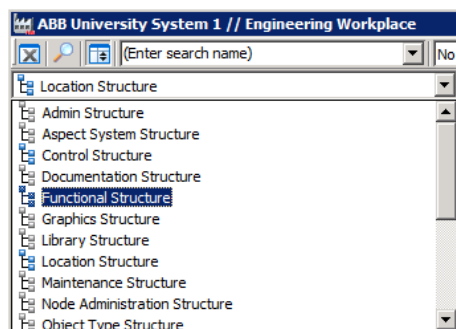 ABB University System 1 // Engineering Workplace
(Enter search name)
No
Location Structure
Admin Structure
Aspect System Structure
Control Structure
Documentation Structure
Functional Structure
Graphics Structure
Library Structure
Location Structure
Maintenance Structure
Node Administration Structure
Object Type Structure